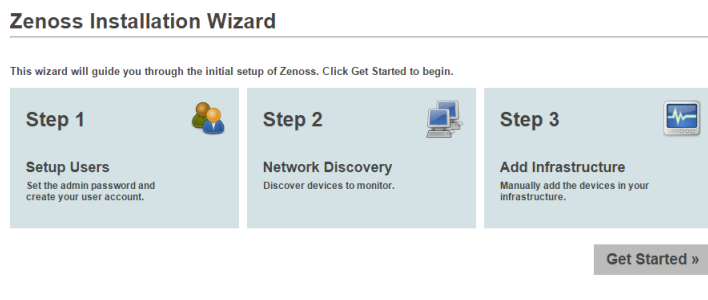 Zenoss Installation Wizard
This wizard will guide you through the initial setup of Zenoss. Click Get Started to begin.
Step 1
Setup Users
Set the admin password and
create your user account.
Step 2
Network Discovery
Discover devices to monitor.
Step 3
Add Infrastructure
Manually add the devices in your
infrastructure.
Get Started »